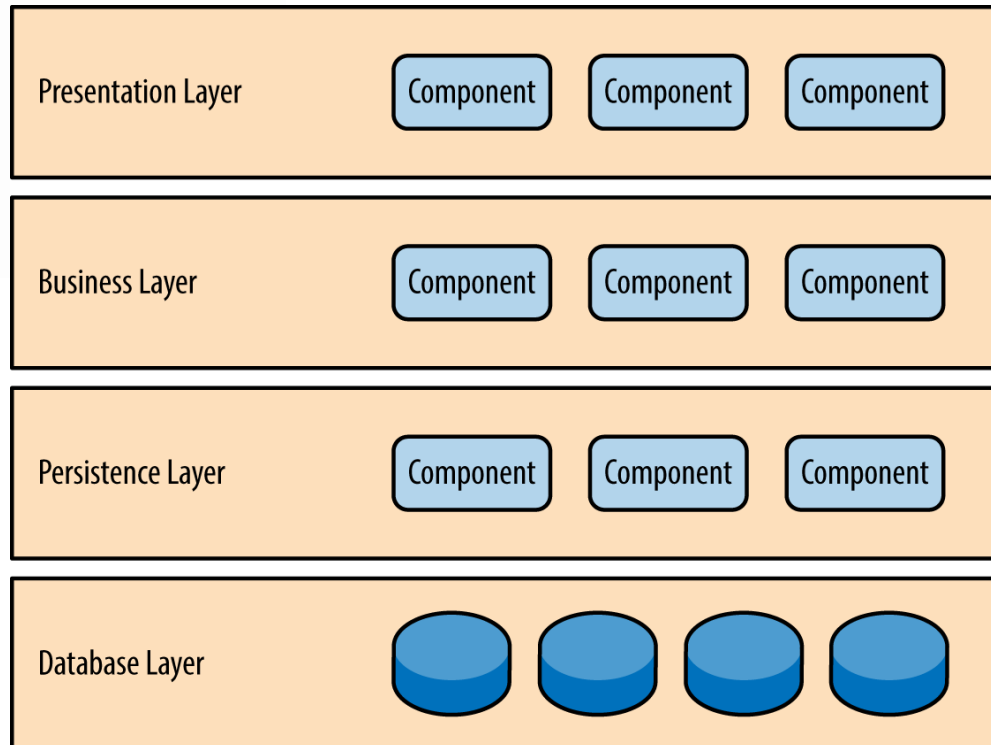 Presentation Layer Component Component Component
Business Layer Component Component Component
Persistence Layer Component Component Component
Database Layer